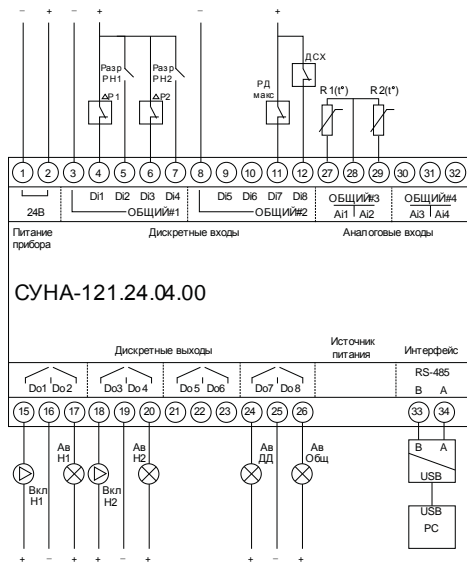 – + – + – +
Разр РН1
Разр РН2
ΔP1
ΔP2
РД макс
ДСХ
R1(t°)
R2(t°)
1 2 3 4 5 6 7 8 9 10 11 12 27 28 29 30 31 32
Di1 Di2 Di3 Di4 Di5 Di6 Di7 Di8
24В
ОБЩИЙ#1
ОБЩИЙ#2
ОБЩИЙ#3
Ai1 Ai2
ОБЩИЙ#4
Ai3 Ai4
Питание прибора
Дискретные входы
Аналоговые входы
СУНА-121.24.04.00
Дискретные выходы
Источник питания
Интерфейс
RS-485
B A
Do1 Do2 Do3 Do4 Do5 Do6 Do7 Do8
15 16 17 18 19 20 21 22 23 24 25 26 33 34
Ав Н1
Ав Н2
Ав ДД
Ав Общ
Вкл Н1
Вкл Н2
B A
USB
USB
PC
+ – + + – + + – +